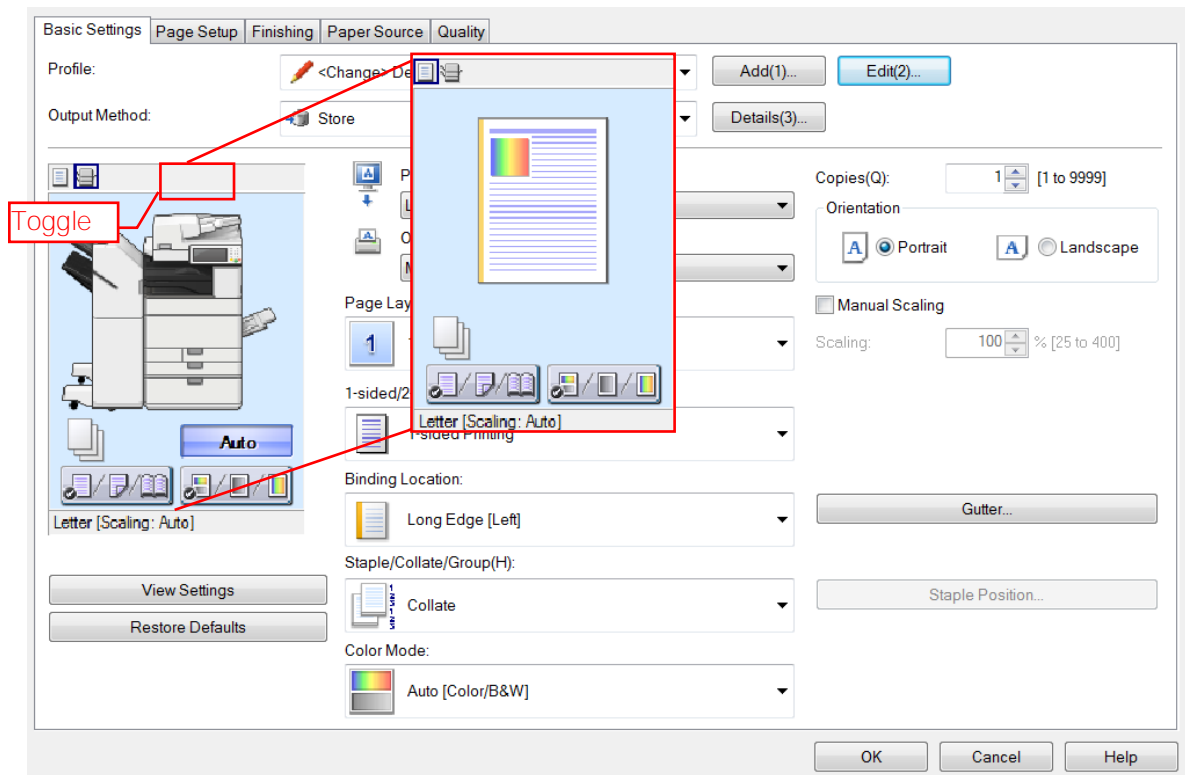 Basic Settings Page Setup Finishing Paper Source Quality
Profile: <Change> De Add(1)... Edit(2)...
Output Method: Store Details(3)...
Toggle
Auto
Letter [Scaling: Auto]
View Settings
Restore Defaults
P
L
O
M
Page Lay
1
1-sided/2
1-sided Printing
Letter [Scaling: Auto]
Binding Location:
Long Edge [Left]
Staple/Collate/Group(H):
Collate
Color Mode:
Auto [Color/B&W]
Copies(Q): 1 [1 to 9999]
Orientation
A Portrait A Landscape
Manual Scaling
Scaling: 100 % [25 to 400]
Gutter...
Staple Position...
OK Cancel Help